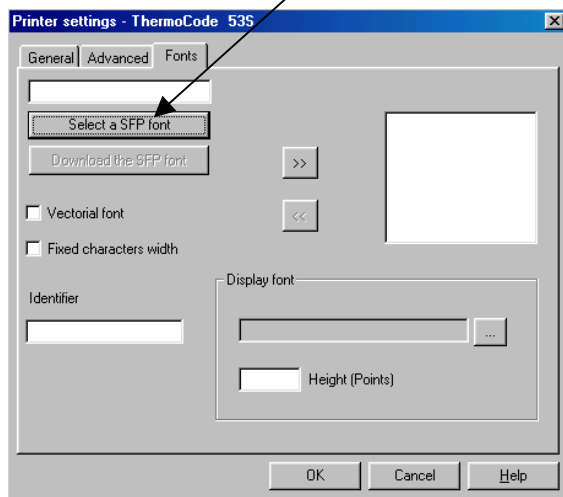 Printer settings - ThermoCode 53S
General Advanced Fonts
Select a SFP font
Download the SFP font
>>
<<
Vectorial font
Fixed characters width
Identifier
Display font
...
Height (Points)
OK Cancel Help